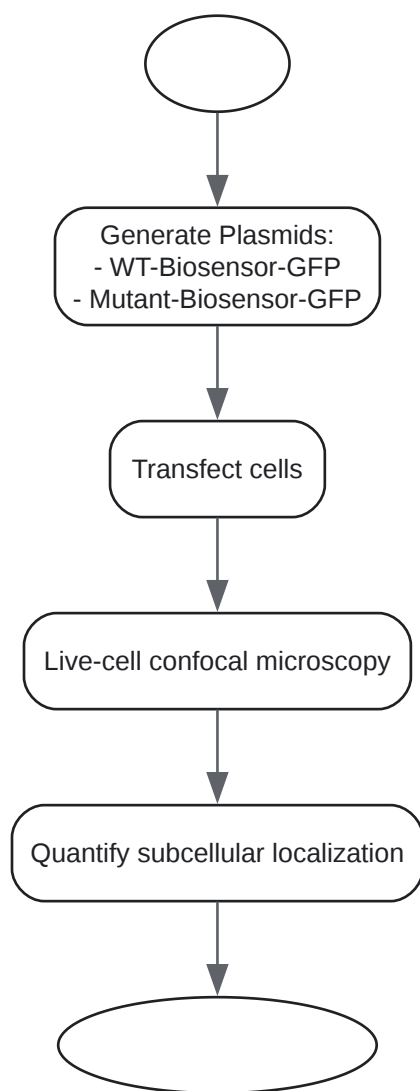 Generate Plasmids:
- WT-Biosensor-GFP
- Mutant-Biosensor-GFP
Transfect cells
Live-cell confocal microscopy
Quantify subcellular localization